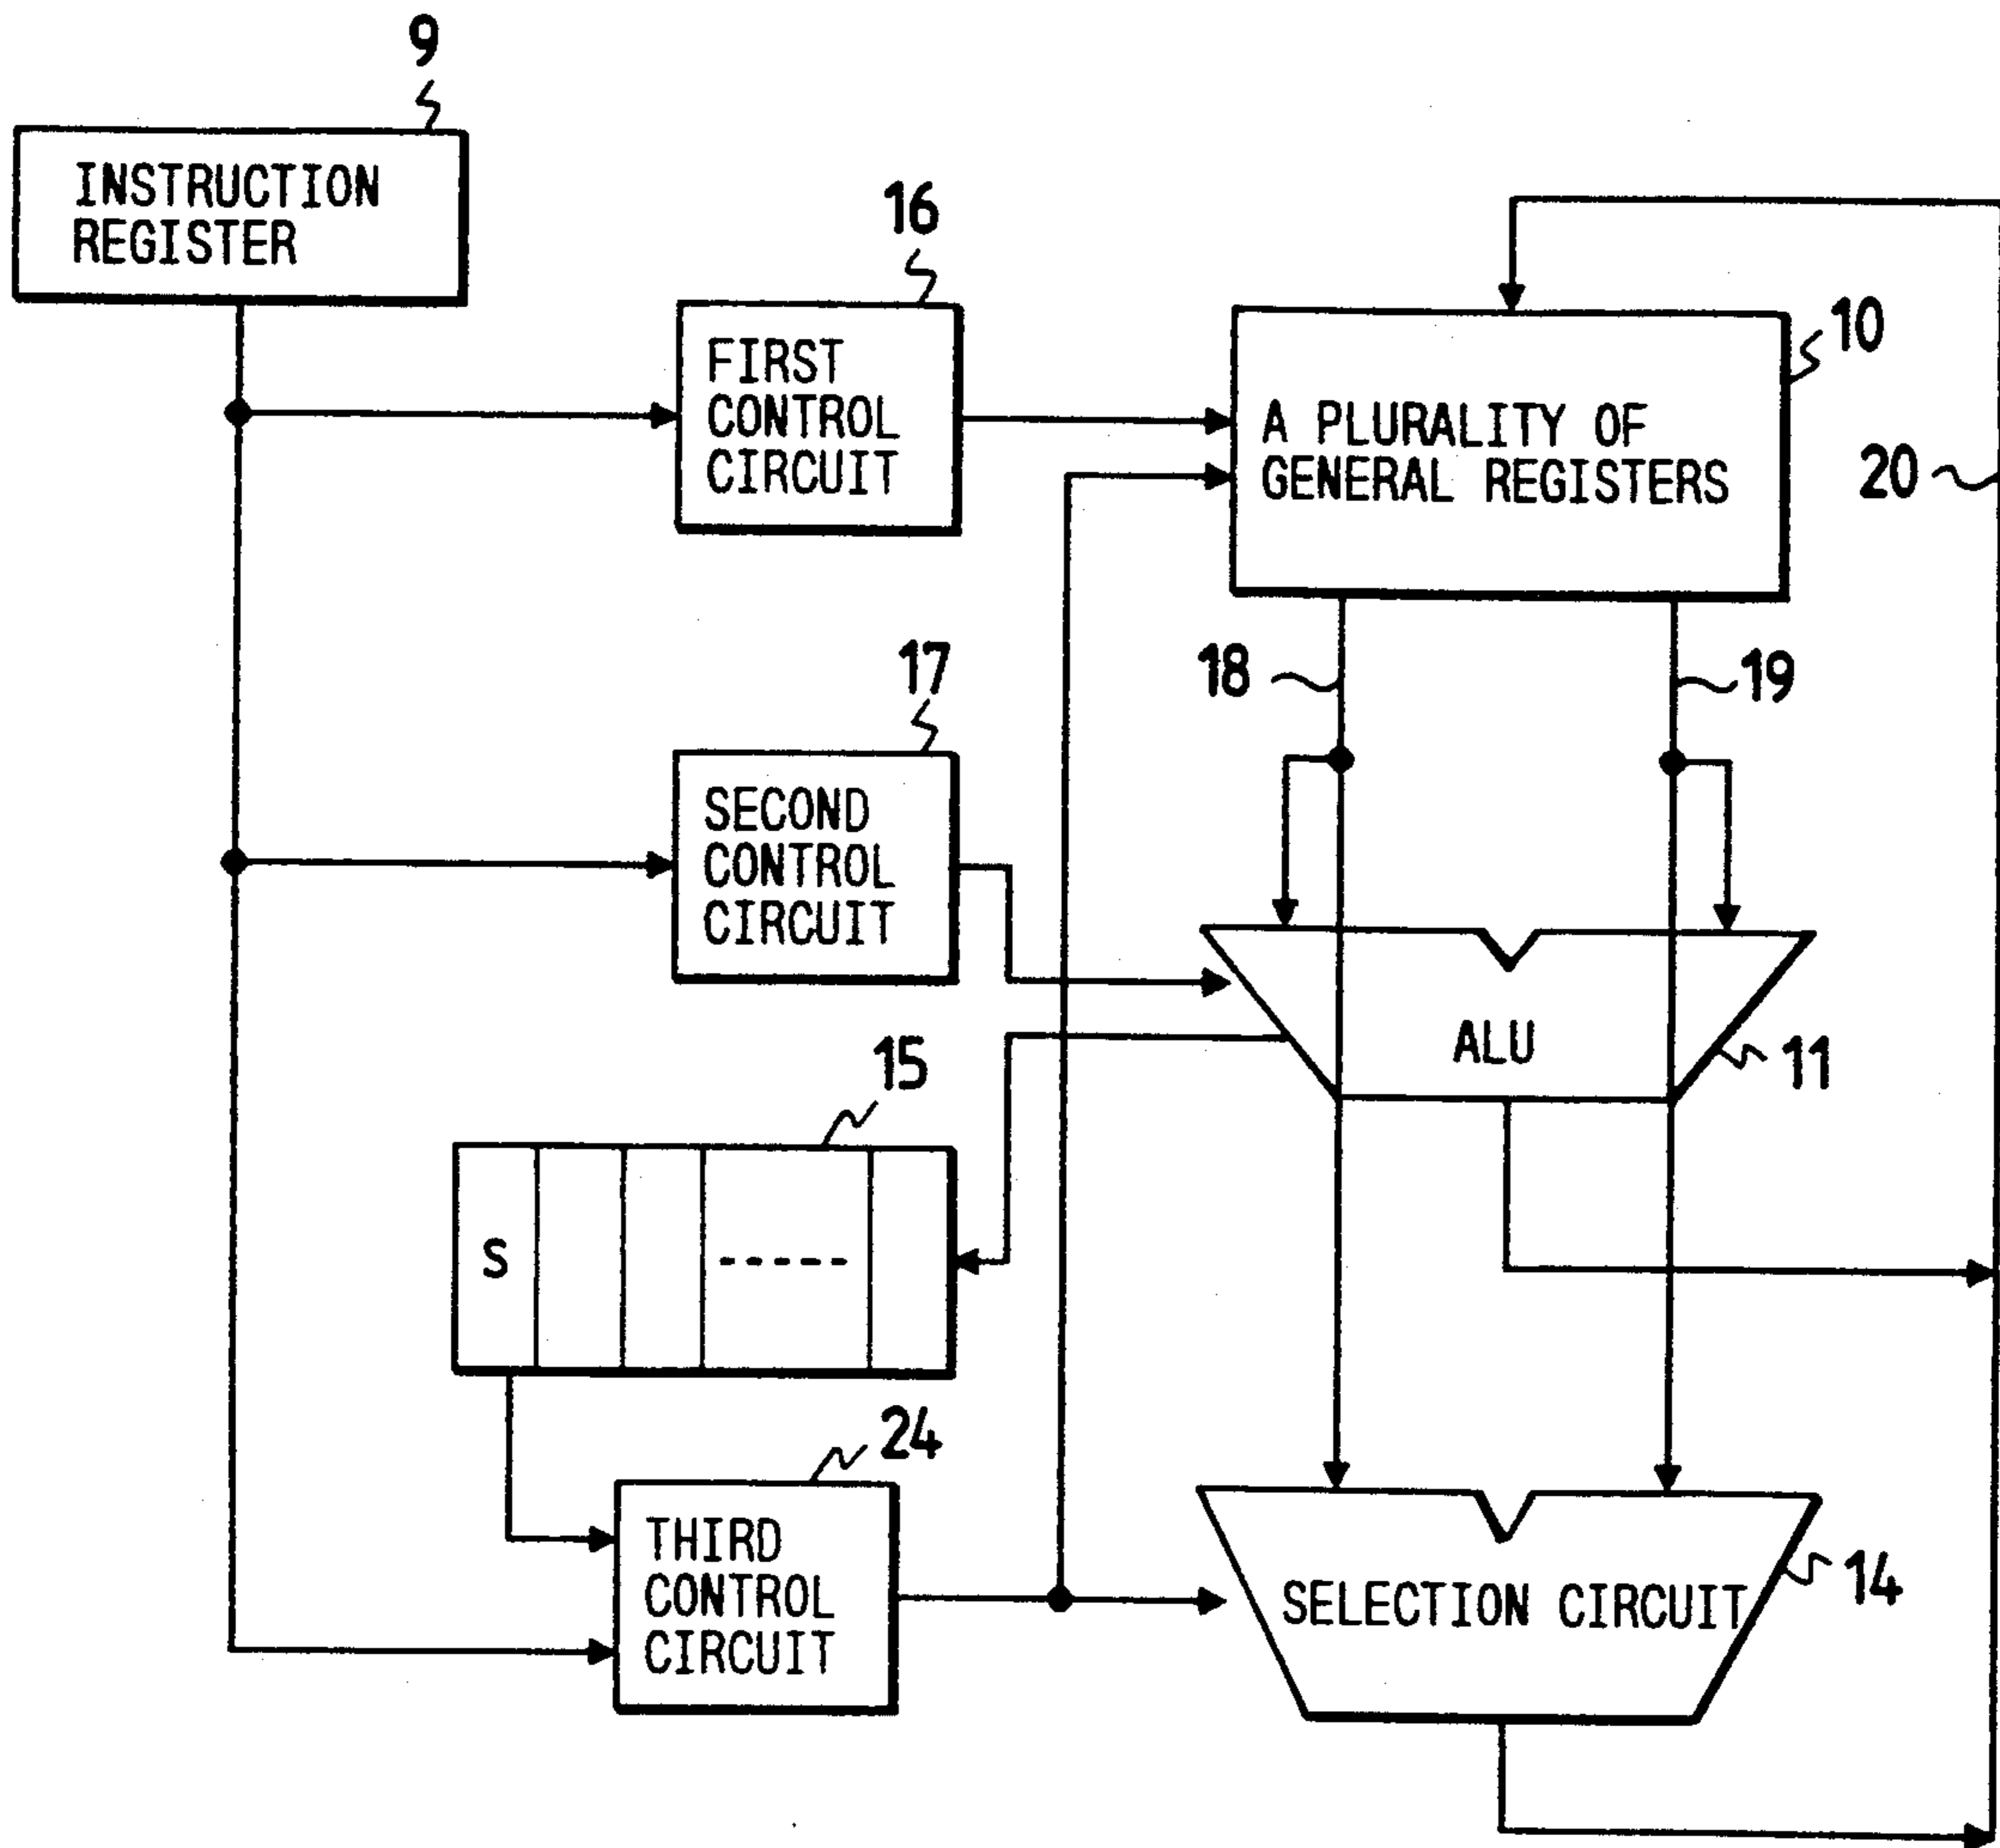 9
INSTRUCTION
REGISTER
16
FIRST
CONTROL
CIRCUIT
10
A PLURALITY OF
GENERAL REGISTERS
20
18
19
17
SECOND
CONTROL
CIRCUIT
ALU
11
15
S
-----
24
THIRD
CONTROL
CIRCUIT
SELECTION CIRCUIT
14